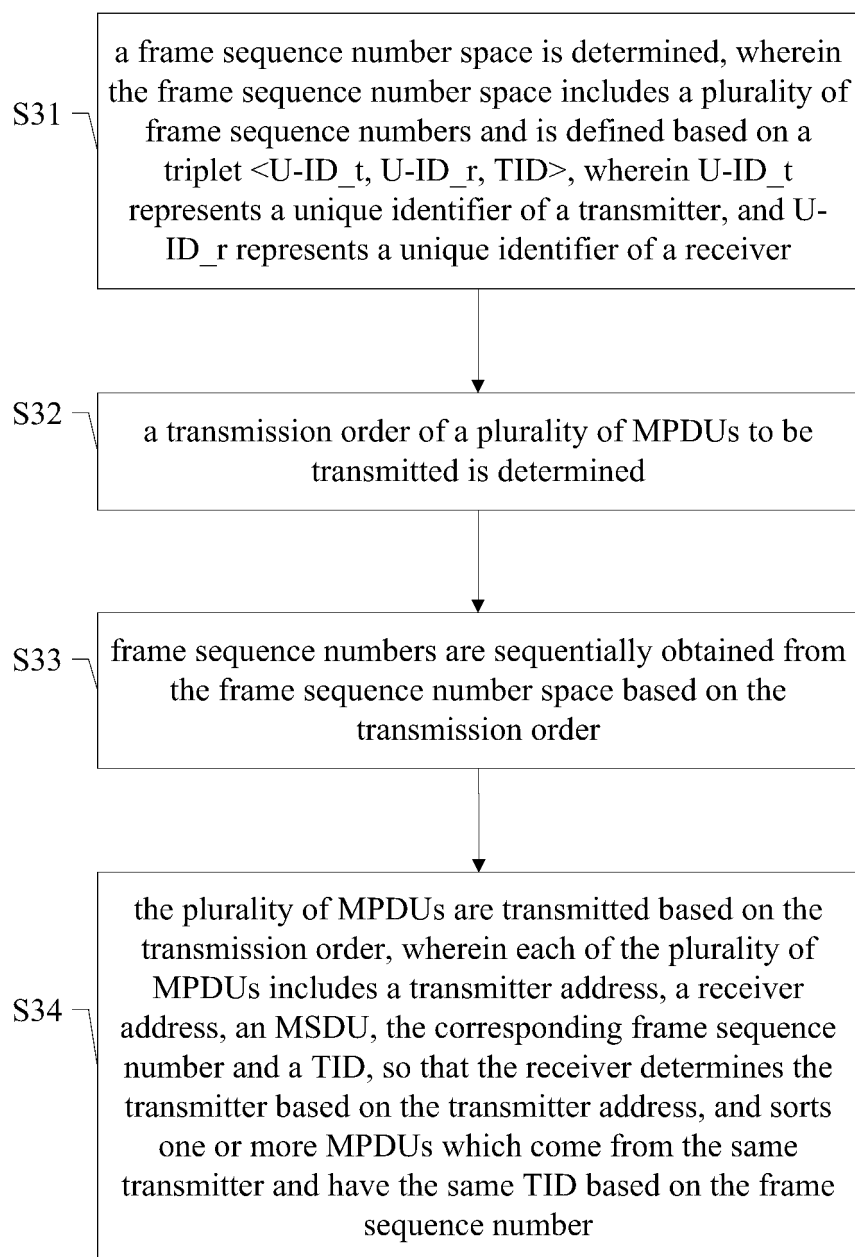 S31
a frame sequence number space is determined, wherein
the frame sequence number space includes a plurality of
frame sequence numbers and is defined based on a
triplet <U-ID_t, U-ID_r, TID>, wherein U-ID_t
represents a unique identifier of a transmitter, and U-
ID_r represents a unique identifier of a receiver
S32
a transmission order of a plurality of MPDUs to be
transmitted is determined
S33
frame sequence numbers are sequentially obtained from
the frame sequence number space based on the
transmission order
S34
the plurality of MPDUs are transmitted based on the
transmission order, wherein each of the plurality of
MPDUs includes a transmitter address, a receiver
address, an MSDU, the corresponding frame sequence
number and a TID, so that the receiver determines the
transmitter based on the transmitter address, and sorts
one or more MPDUs which come from the same
transmitter and have the same TID based on the frame
sequence number